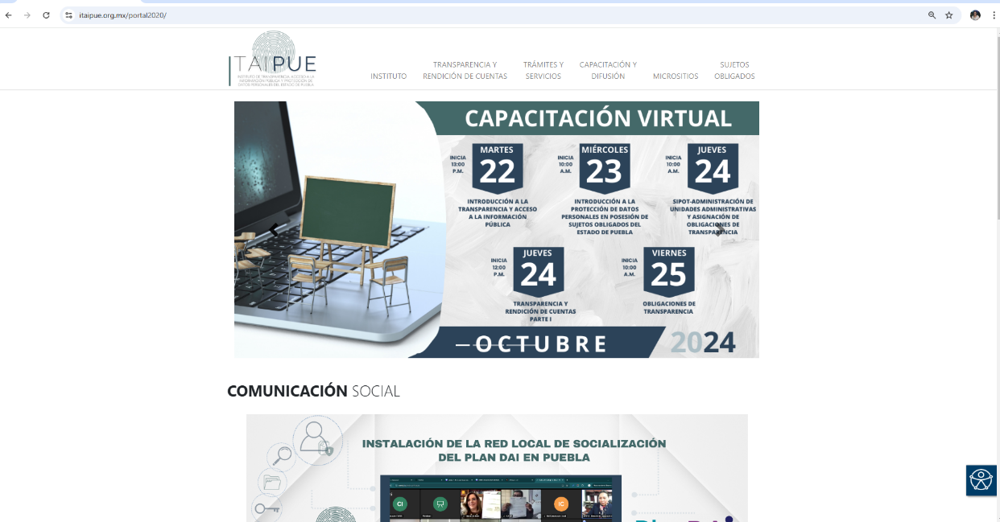 itaipue.org.mx/portal2020/
ITAIPUE
INSTITUTO DE TRANSPARENCIA, ACCESO A LA
INFORMACIÓN PÚBLICA Y PROTECCIÓN DE
DATOS PERSONALES DEL ESTADO DE PUEBLA
INSTITUTO
TRANSPARENCIA Y
RENDICIÓN DE CUENTAS
TRÁMITES Y
SERVICIOS
CAPACITACIÓN Y
DIFUSIÓN
MICROSITIOS
SUJETOS
OBLIGADOS
CAPACITACIÓN VIRTUAL
INICIA
13:00
P.M.
MARTES
22
INTRODUCCIÓN A LA
TRANSPARENCIA Y ACCESO
A LA INFORMACIÓN
PÚBLICA
INICIA
10:00
A.M.
MIÉRCOLES
23
INTRODUCCIÓN A LA
PROTECCIÓN DE DATOS
PERSONALES EN POSESIÓN DE
SUJETOS OBLIGADOS DEL
ESTADO DE PUEBLA
INICIA
10:00
A.M.
JUEVES
24
SIPOT-ADMINISTRACIÓN DE
UNIDADES ADMINISTRATIVAS
Y ASIGNACIÓN DE
OBLIGACIONES DE
TRANSPARENCIA
INICIA
12:00
P.M.
JUEVES
24
TRANSPARENCIA Y
RENDICIÓN DE CUENTAS
PARTE I
INICIA
10:00
A.M.
VIERNES
25
OBLIGACIONES DE
TRANSPARENCIA
OCTUBRE
2024
COMUNICACIÓN SOCIAL
INSTALACIÓN DE LA RED LOCAL DE SOCIALIZACIÓN
DEL PLAN DAI EN PUEBLA
CI
IC